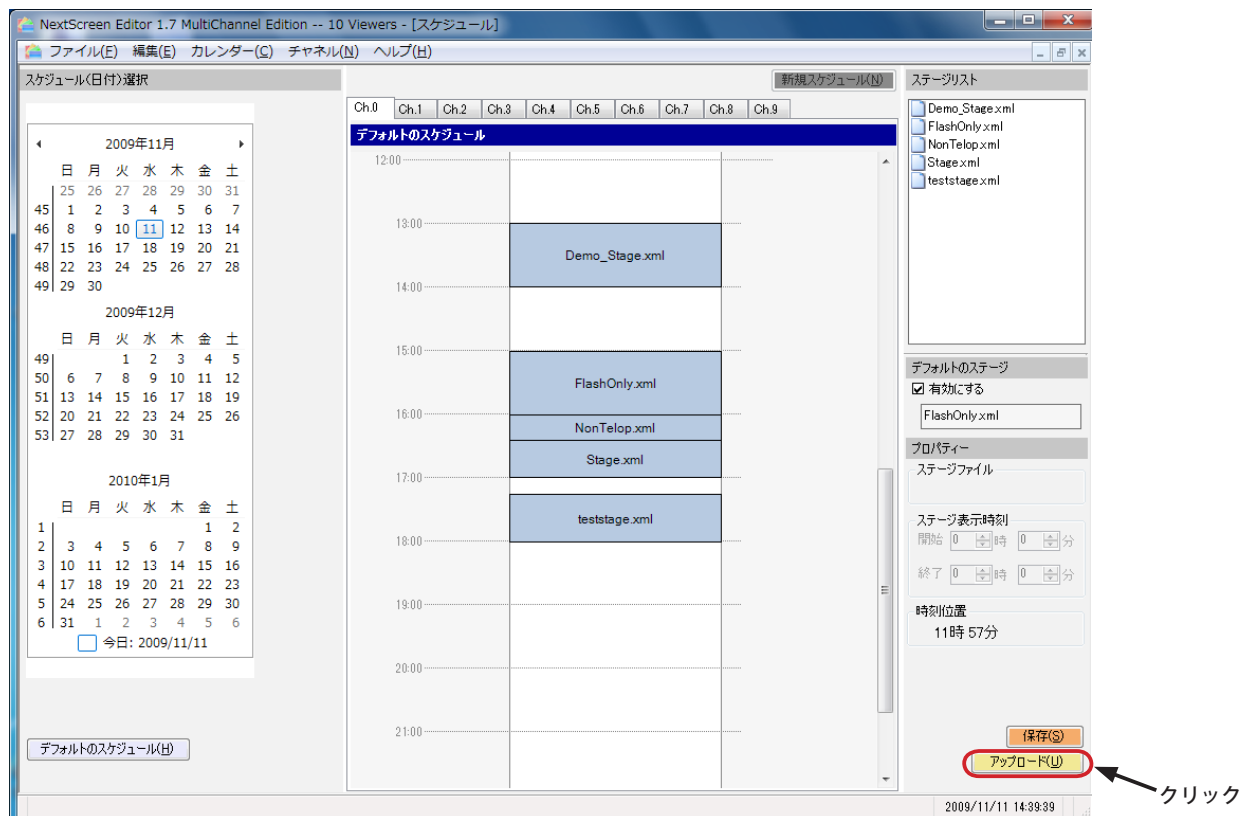 NextScreen Editor 1.7 MultiChannel Edition -- 10 Viewers - [スケジュール]
ファイル(F) 編集(E) カレンダー(C) チャネル(N) ヘルプ(H)
スケジュール(日付)選択
2009年11月
日 月 火 水 木 金 土
25 26 27 28 29 30 31
45 1 2 3 4 5 6 7
46 8 9 10 11 12 13 14
47 15 16 17 18 19 20 21
48 22 23 24 25 26 27 28
49 29 30
2009年12月
日 月 火 水 木 金 土
49 1 2 3 4 5
50 6 7 8 9 10 11 12
51 13 14 15 16 17 18 19
52 20 21 22 23 24 25 26
53 27 28 29 30 31
2010年1月
日 月 火 水 木 金 土
1 1 2
2 3 4 5 6 7 8 9
3 10 11 12 13 14 15 16
4 17 18 19 20 21 22 23
5 24 25 26 27 28 29 30
6 31 1 2 3 4 5 6
今日: 2009/11/11
デフォルトのスケジュール(H)
新規スケジュール(N)
Ch.0 Ch.1 Ch.2 Ch.3 Ch.4 Ch.5 Ch.6 Ch.7 Ch.8 Ch.9
デフォルトのスケジュール
12:00
13:00
Demo_Stage.xml
14:00
15:00
FlashOnly.xml
16:00
NonTelop.xml
Stage.xml
17:00
teststage.xml
18:00
19:00
20:00
21:00
ステージリスト
Demo_Stage.xml
FlashOnly.xml
NonTelop.xml
Stage.xml
teststage.xml
デフォルトのステージ
有効にする
FlashOnly.xml
プロパティー
ステージファイル
ステージ表示時刻
開始 0 時 0 分
終了 0 時 0 分
時刻位置
11時 57分
保存(S)
アップロード(U)
クリック
2009/11/11 14:39:39